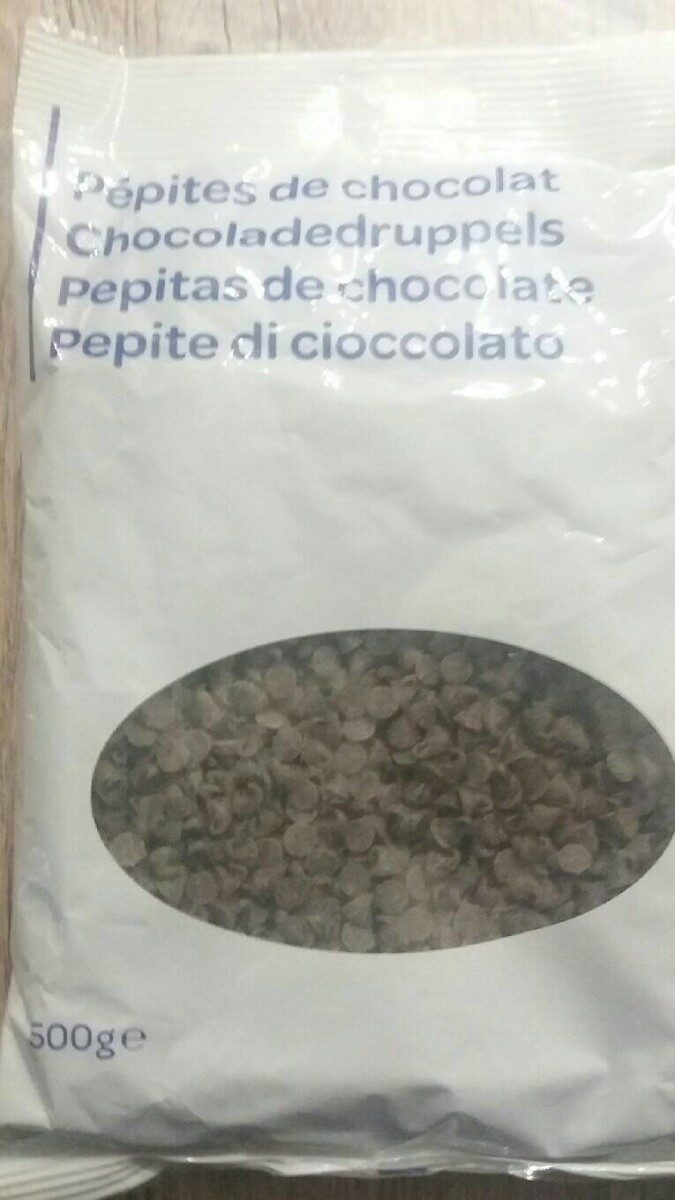 Pépites de chocolat
Chocoladedruppels
Pepitas de chocolate
Pepite di cioccolato
500g℮